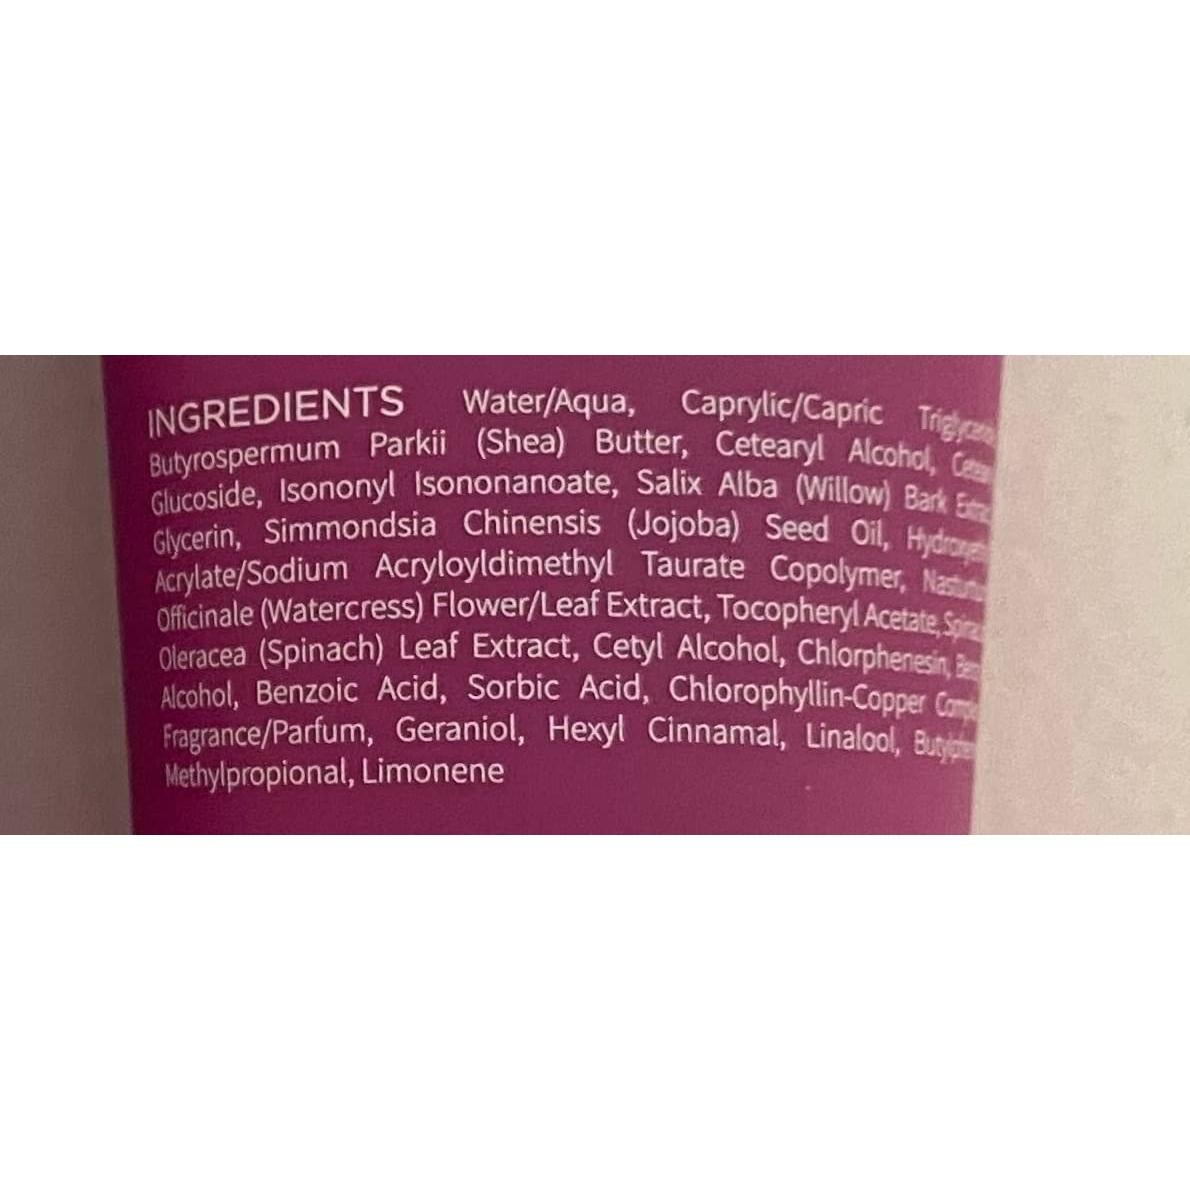 INGREDIENTS Water/Aqua, Caprylic/Capric
Butyrospermum Parkii (Shea) Butter, Cetearyl Alcohol,
Glucoside, Isononyl Isononanoate, Salix Alba (Willow) Bark
Glycerin, Simmondsia Chinensis (Jojoba) Seed Oil,
Acrylate/Sodium Acryloyldimethyl Taurate Copolymer,
Officinale (Watercress) Flower/Leaf Extract, Tocopheryl Acetate,
Oleracea (Spinach) Leaf Extract, Cetyl Alcohol, Chlorphenesin,
Alcohol, Benzoic Acid, Sorbic Acid, Chlorophyllin-Copper
Fragrance/Parfum, Geraniol, Hexyl Cinnamal, Linalool,
Methylpropional, Limonene